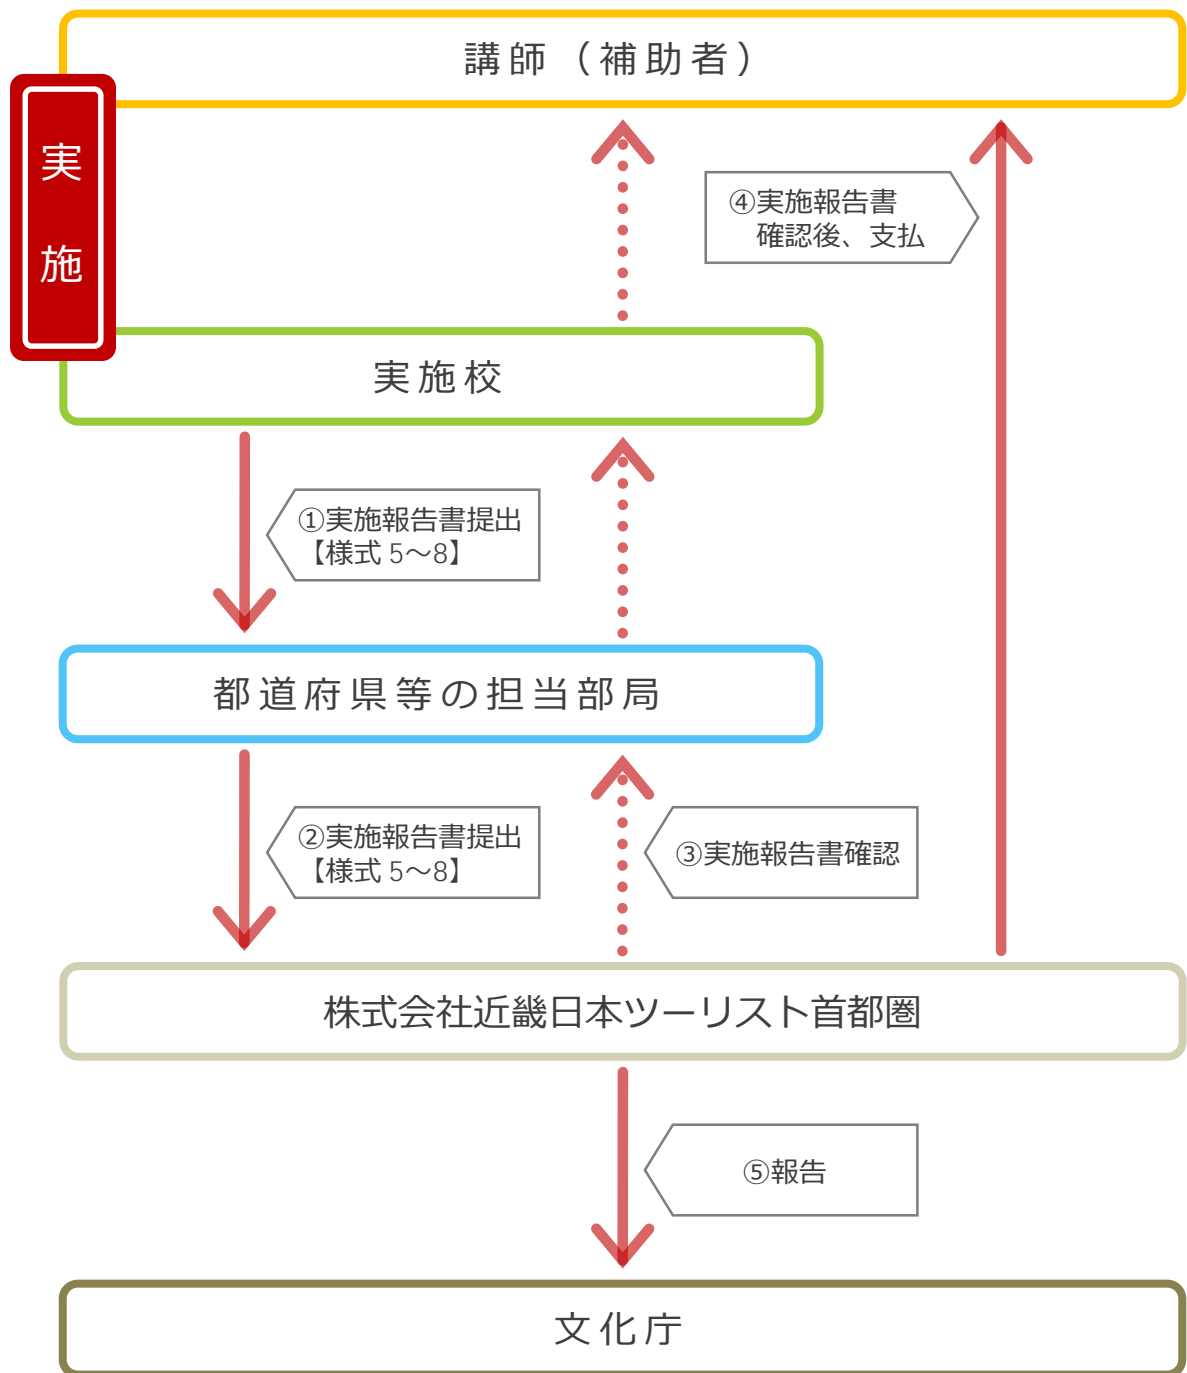 講師（補助者）
実
施
④実施報告書
確認後、支払
実施校
①実施報告書提出
【様式 5～8】
都道府県等の担当部局
②実施報告書提出
【様式 5～8】
③実施報告書確認
株式会社近畿日本ツーリスト首都圏
⑤報告
文化庁